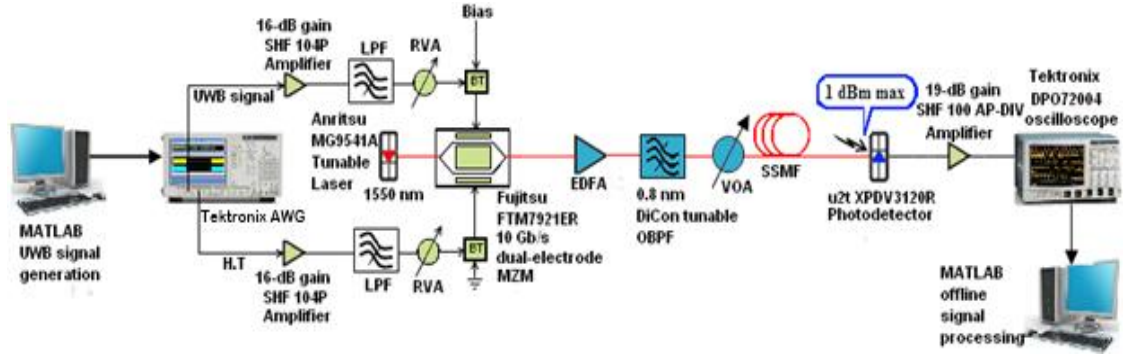 Bias
16-dB gain
SHF 104P
Amplifier
LPF
RVA
BT
UWB signal
Anritsu
MG9541A
Tunable
Laser
1550 nm
Tektronix AWG
MATLAB
UWB signal
generation
H.T
16-dB gain
SHF 104P
Amplifier
LPF
RVA
BT
Fujitsu
FTM7921ER
10 Gb/s
dual-electrode
MZM
EDFA
0.8 nm
DiCon tunable
OBPF
VOA
SSMF
1 dBm max
u2t XPDV3120R
Photodetector
19-dB gain
SHF 100 AP-DIV
Amplifier
Tektronix
DPO72004
oscilloscope
MATLAB
offline
signal
processing